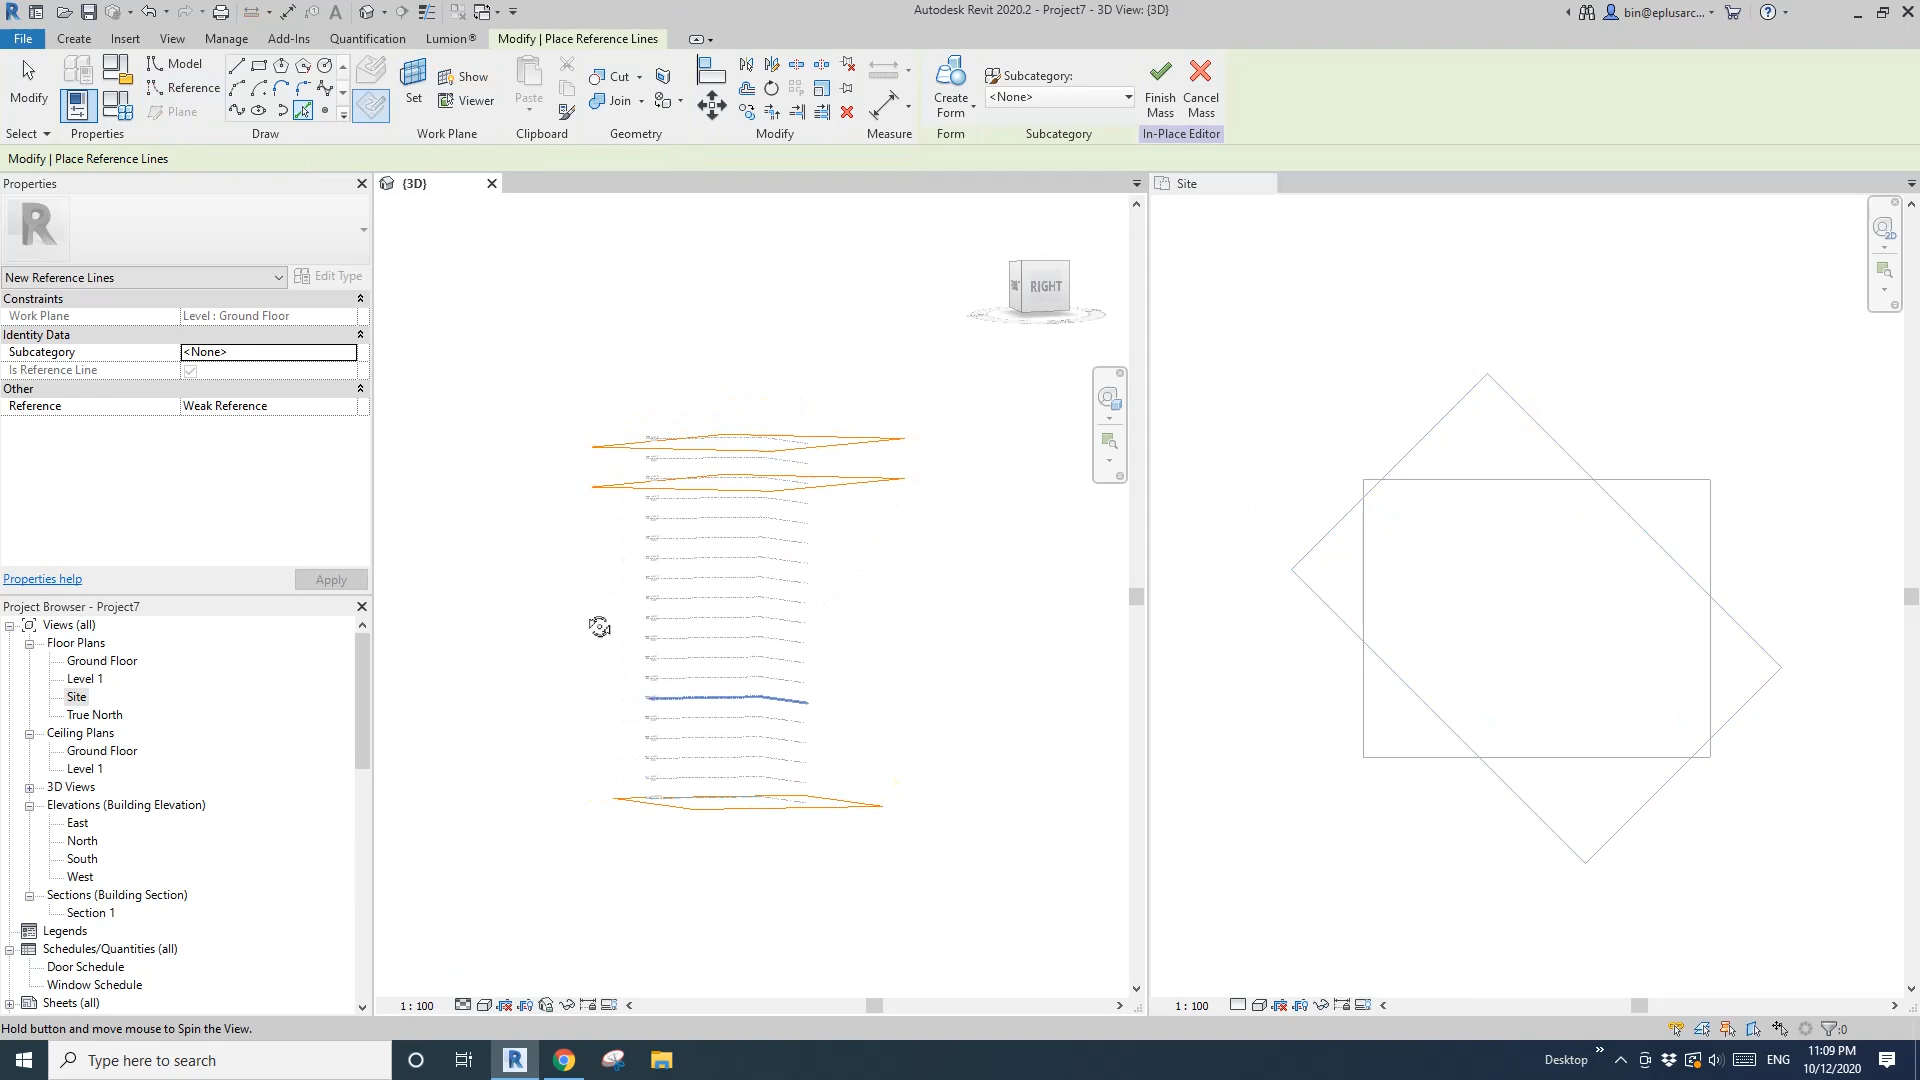 Autodesk Revit 2020.2 - Project7 - 3D View: {3D}
bin@eplusarc...
File
Create
Insert
View
Manage
Add-Ins
Quantification
Lumion®
Modify | Place Reference Lines
Modify
Select
Properties
Model
Reference
Plane
Draw
Set
Show
Viewer
Work Plane
Paste
Clipboard
Cut
Join
Geometry
Modify
Measure
Create
Form
Form
Subcategory:
<None>
Subcategory
Finish
Mass
Cancel
Mass
In-Place Editor
Modify | Place Reference Lines
Properties
{3D}
Site
R
New Reference Lines
Edit Type
Constraints
Work Plane
Level : Ground Floor
Identity Data
Subcategory
<None>
Is Reference Line
Other
Reference
Weak Reference
Properties help
Apply
RIGHT
2D
Project Browser - Project7
Views (all)
Floor Plans
Ground Floor
Level 1
Site
True North
Ceiling Plans
Ground Floor
Level 1
3D Views
Elevations (Building Elevation)
East
North
South
West
Sections (Building Section)
Section 1
Legends
Schedules/Quantities (all)
Door Schedule
Window Schedule
Sheets (all)
1 : 100
1 : 100
Hold button and move mouse to Spin the View.
:0
Type here to search
Desktop
ENG
11:09 PM
10/12/2020